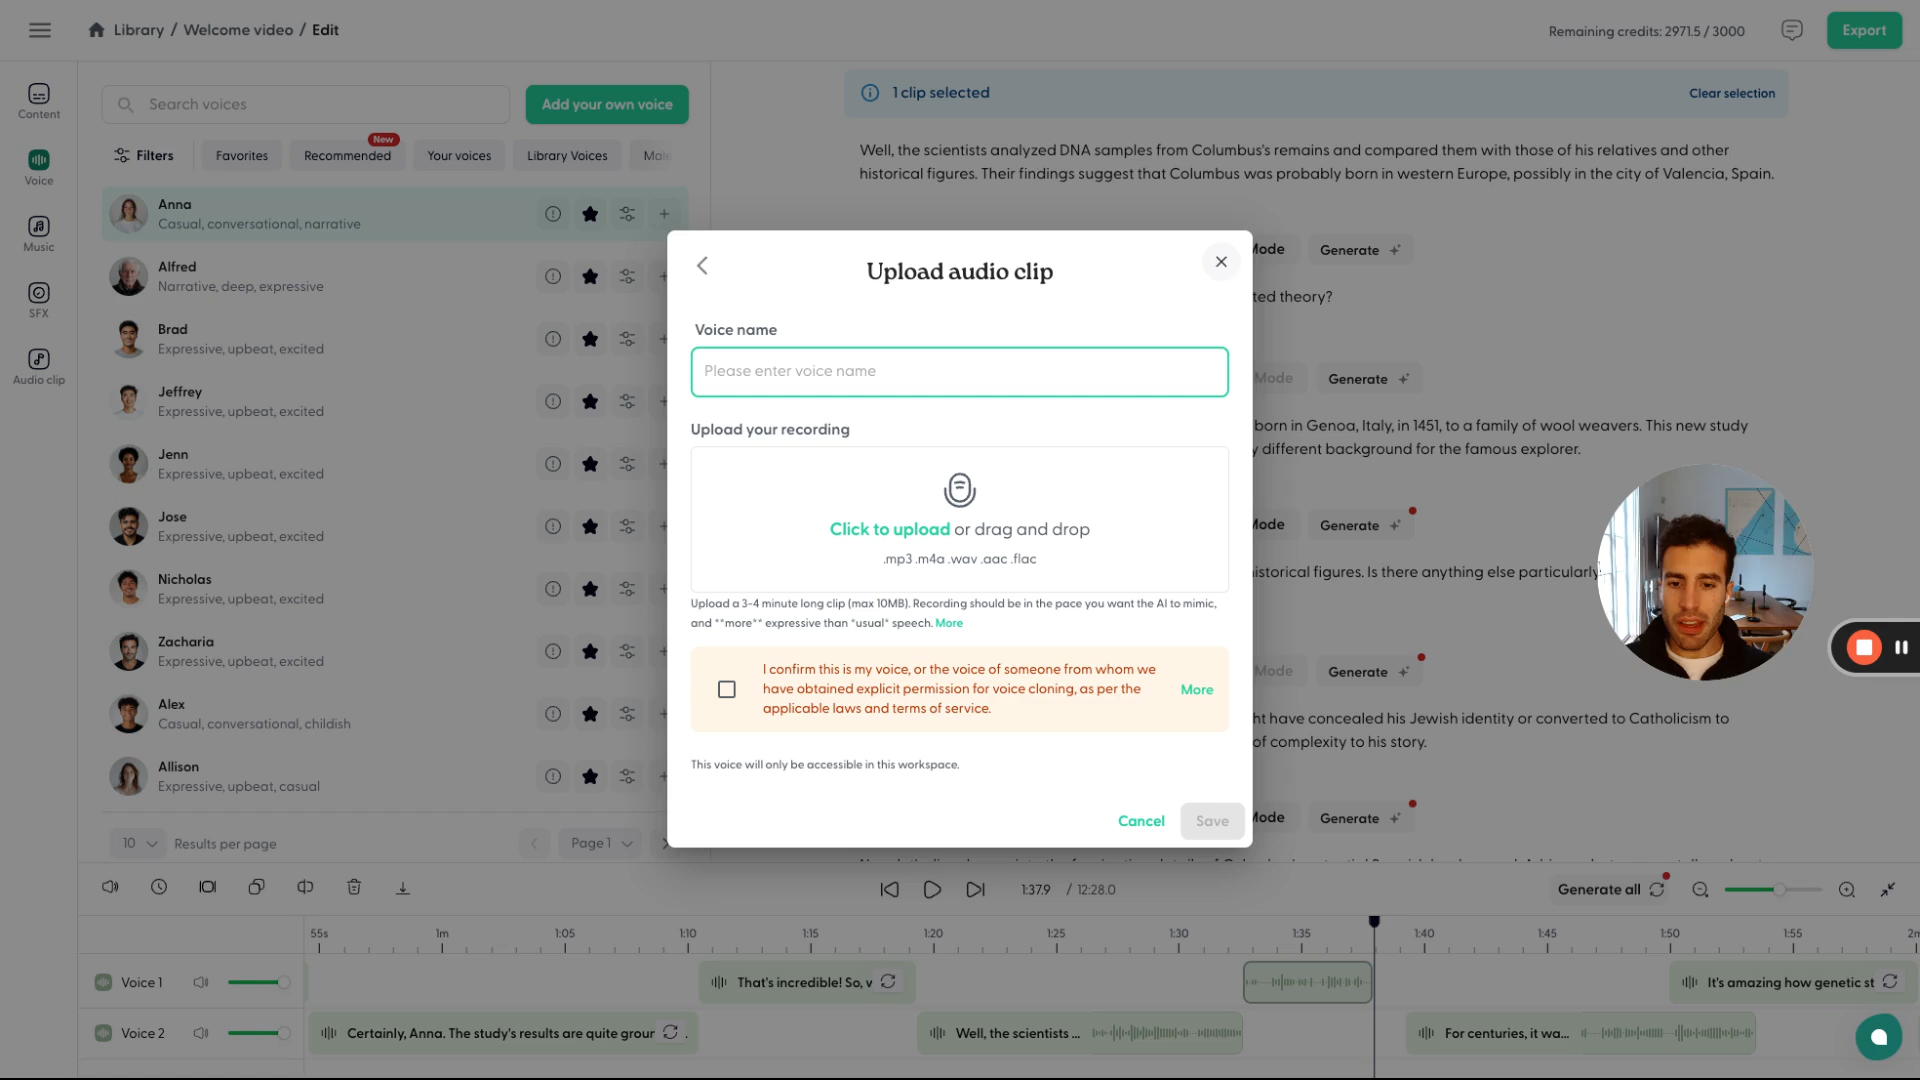 Library / Welcome video / Edit
Remaining credits: 2971.5 / 3000
Export
Content
Voice
Music
SFX
Audio clip
Search voices
Add your own voice
Filters
Favorites
New
Recommended
Your voices
Library Voices
Anna
Casual, conversational, narrative
Alfred
Narrative, deep, expressive
Brad
Expressive, upbeat, excited
Jeffrey
Expressive, upbeat, excited
Jenn
Expressive, upbeat, excited
Jose
Expressive, upbeat, excited
Nicholas
Expressive, upbeat, excited
Zacharia
Expressive, upbeat, excited
Alex
Casual, conversational, childish
Allison
Expressive, upbeat, casual
10
Results per page
Page 1
1 clip selected
Clear selection
Well, the scientists analyzed DNA samples from Columbus's remains and compared them with those of his relatives and other
historical figures. Their findings suggest that Columbus was probably born in western Europe, possibly in the city of Valencia, Spain.
Mode
Generate
ted theory?
Mode
Generate
born in Genoa, Italy, in 1451, to a family of wool weavers. This new study
y different background for the famous explorer.
Mode
Generate
istorical figures. Is there anything else particularly
Mode
Generate
ht have concealed his Jewish identity or converted to Catholicism to
of complexity to his story.
Mode
Generate
Upload audio clip
Voice name
Please enter voice name
Upload your recording
Click to upload or drag and drop
.mp3 .m4a .wav .aac .flac
Upload a 3-4 minute long clip (max 10MB). Recording should be in the pace you want the AI to mimic,
and **more** expressive than *usual* speech. More
I confirm this is my voice, or the voice of someone from whom we
have obtained explicit permission for voice cloning, as per the
applicable laws and terms of service.
More
This voice will only be accessible in this workspace.
Cancel
Save
1:37.9 / 12:28.0
Generate all
55s 1m 1:05 1:10 1:15 1:20 1:25 1:30 1:35 1:40 1:45 1:50 1:55 2m
Voice 1
That's incredible! So, v
It's amazing how genetic st
Voice 2
Certainly, Anna. The study's results are quite grour
Well, the scientists ...
For centuries, it wa...